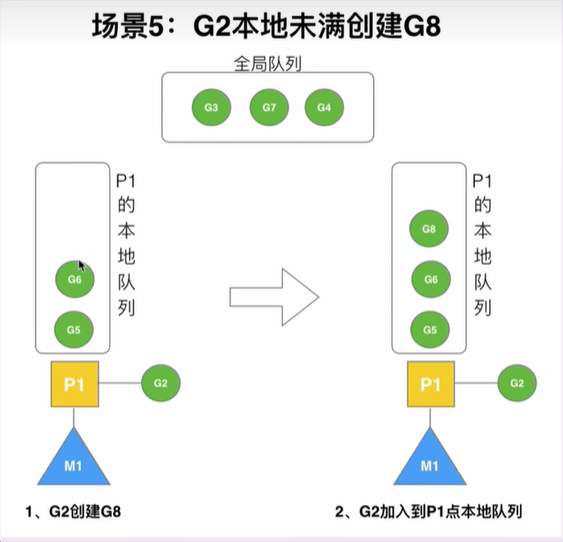 场景5：G2本地未满创建G8
全局队列
G3 G7 G4
P1的本地队列
G6
G5
P1
G2
M1
1、G2创建G8
P1的本地队列
G8
G6
G5
P1
G2
M1
2、G2加入到P1点本地队列